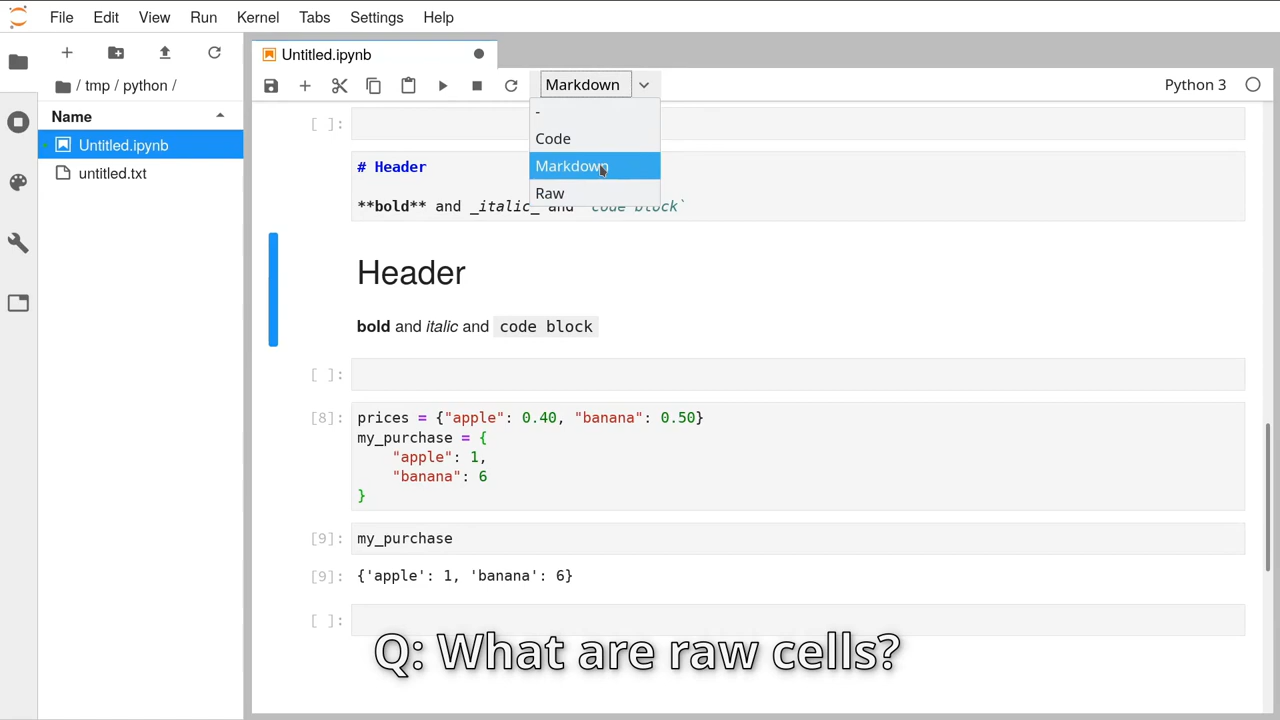 File Edit View Run Kernel Tabs Settings Help
/ tmp / python /
Name
Untitled.ipynb
untitled.txt
Untitled.ipynb
Markdown
Python 3
-
Code
Markdown
Raw
[ ]:
# Header
**bold** and _italic_ and `code block`
Header
bold and italic and code block
[ ]:
[8]: prices = {"apple": 0.40, "banana": 0.50}
my_purchase = {
"apple": 1,
"banana": 6
}
[9]: my_purchase
[9]: {'apple': 1, 'banana': 6}
[ ]:
Q: What are raw cells?